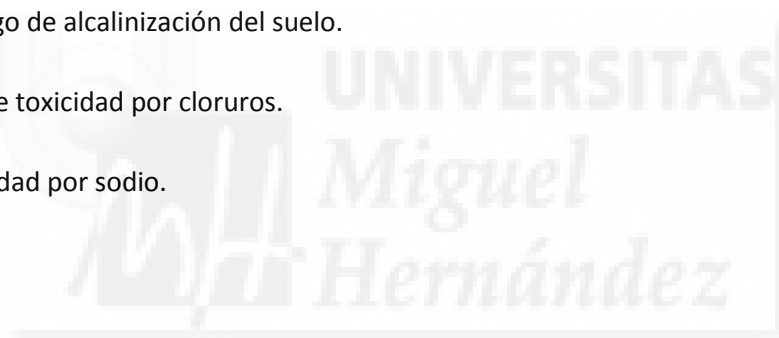 go de alcalinización del suelo.
e toxicidad por cloruros.
dad por sodio.
UNIVERSITAS
Miguel
Hernández